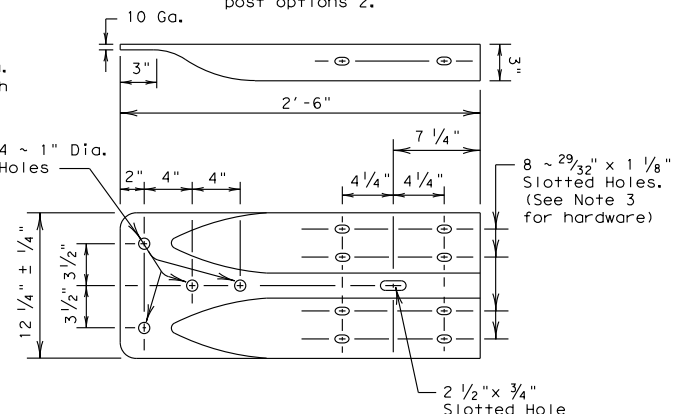 post options 2.
10 Ga.
3"
3"
2'-6"
7 1/4"
4 ~ 1" Dia.
Holes
2"
4"
4"
4 1/4"
4 1/4"
8 ~ 29/32" x 1 1/8"
Slotted Holes.
(See Note 3
for hardware)
12 1/4" ± 1/4"
3 1/2"
3 1/2"
2 1/2"x 3/4"
Slotted Hole